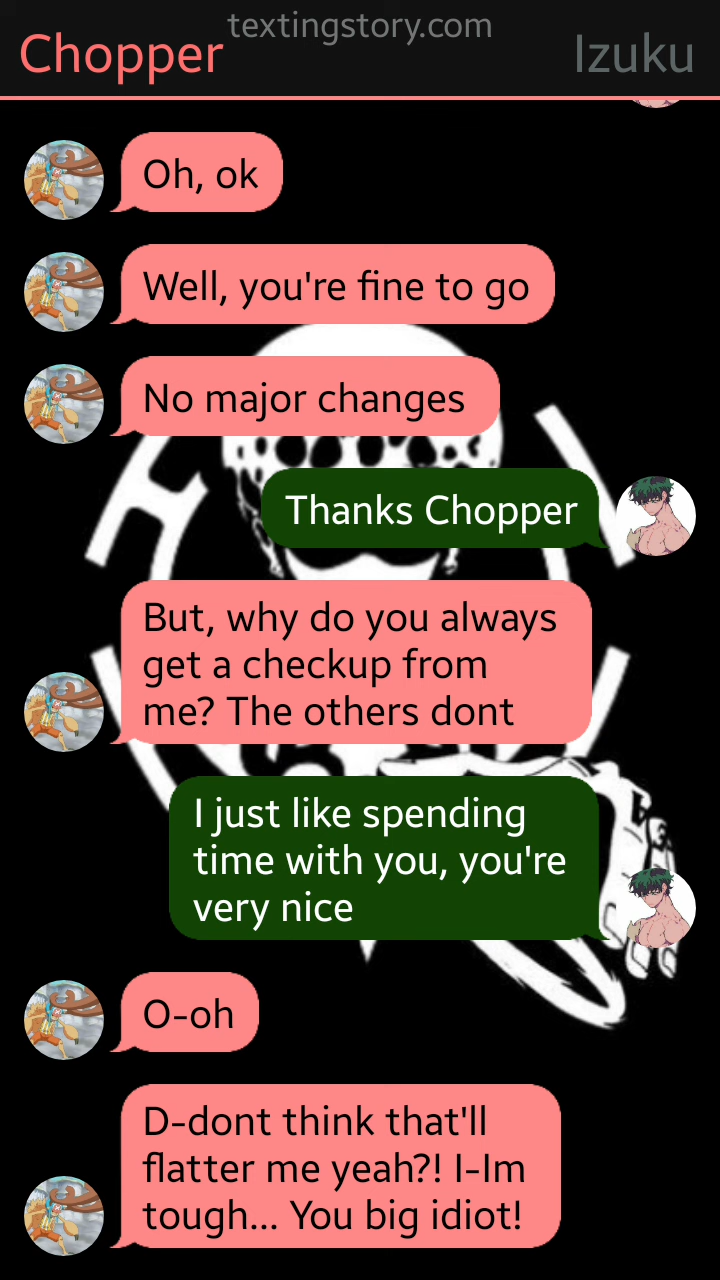 textingstory.com
Chopper
Izuku
Oh, ok
Well, you're fine to go
No major changes
Thanks Chopper
But, why do you always
get a checkup from
me? The others dont
I just like spending
time with you, you're
very nice
O-oh
D-dont think that'll
flatter me yeah?! I-Im
tough... You big idiot!